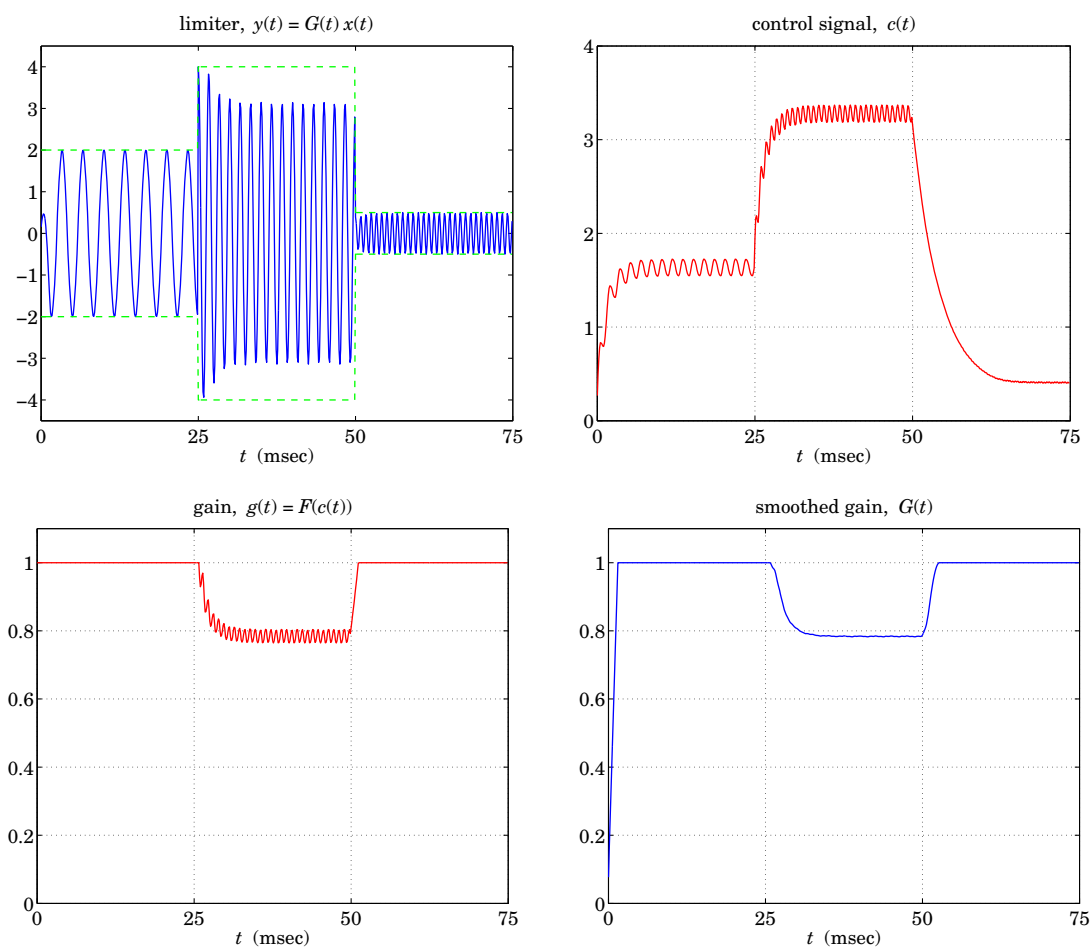 limiter, y(t) = G(t) x(t)
4
3
2
1
0
−1
−2
−3
−4
0 25 50 75
t (msec)
control signal, c(t)
4
3
2
1
0
0 25 50 75
t (msec)
gain, g(t) = F(c(t))
1
0.8
0.6
0.4
0.2
0
0 25 50 75
t (msec)
smoothed gain, G(t)
1
0.8
0.6
0.4
0.2
0
0 25 50 75
t (msec)